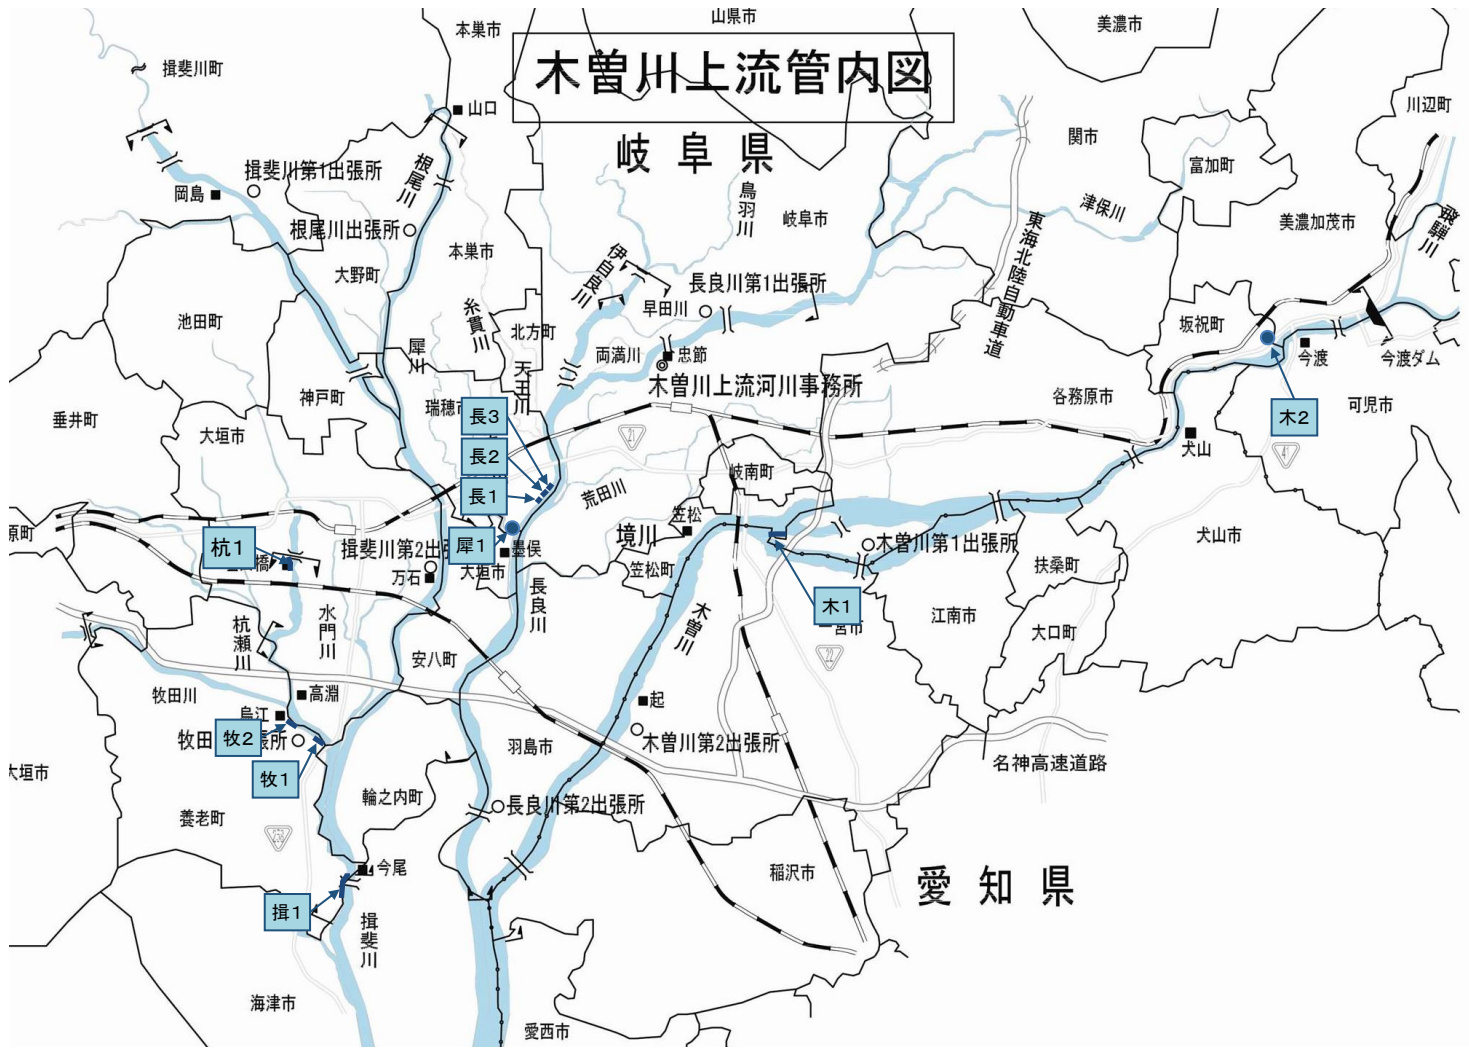 本巣市
山県市
美濃市
木曽川上流管内図
揖斐川町
山口
川辺町
関市
岐阜県
富加町
揖斐川第1出張所
根尾川
岡島
鳥羽川
津保川
岐阜市
美濃加茂市
飛騨川
東海北陸自動車道
根尾川出張所
本巣市
大野町
伊自良川
長良川第1出張所
早田川
池田町
糸貫川
北方町
坂祝町
犀川
両満川
忠節
今渡
今渡ダム
天王川
木曽川上流河川事務所
神戸町
瑞穂市
各務原市
可児市
垂井町
大垣市
長3
木2
21
犬山
長2
41
岐南町
長1
荒田川
笠松
境川
犬山市
原町
杭1
橋
揖斐川第2出
犀1
墨俣
木曽川第1出張所
万石
大垣市
笠松町
扶桑町
長良川
木1
宮市
江南市
大口町
杭瀬川
水門川
木曽川
安八町
22
牧田川
高淵
烏江
起
牧2
牧田
張所
木曽川第2出張所
羽島市
名神高速道路
大垣市
牧1
輪之内町
長良川第2出張所
養老町
258
今尾
稲沢市
愛知県
揖1
揖斐川
海津市
愛西市